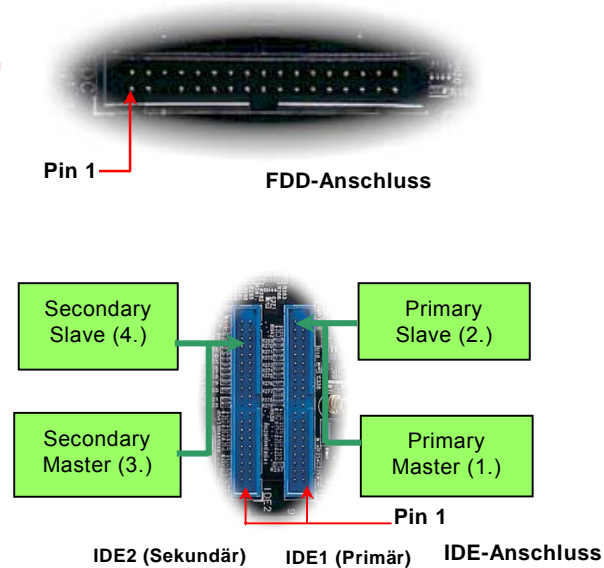 Pin 1
FDD-Anschluss
Secondary
Slave (4.)
Primary
Slave (2.)
Secondary
Master (3.)
Primary
Master (1.)
IDE2
Pin 1
IDE2 (Sekundär)
IDE1 (Primär)
IDE-Anschluss